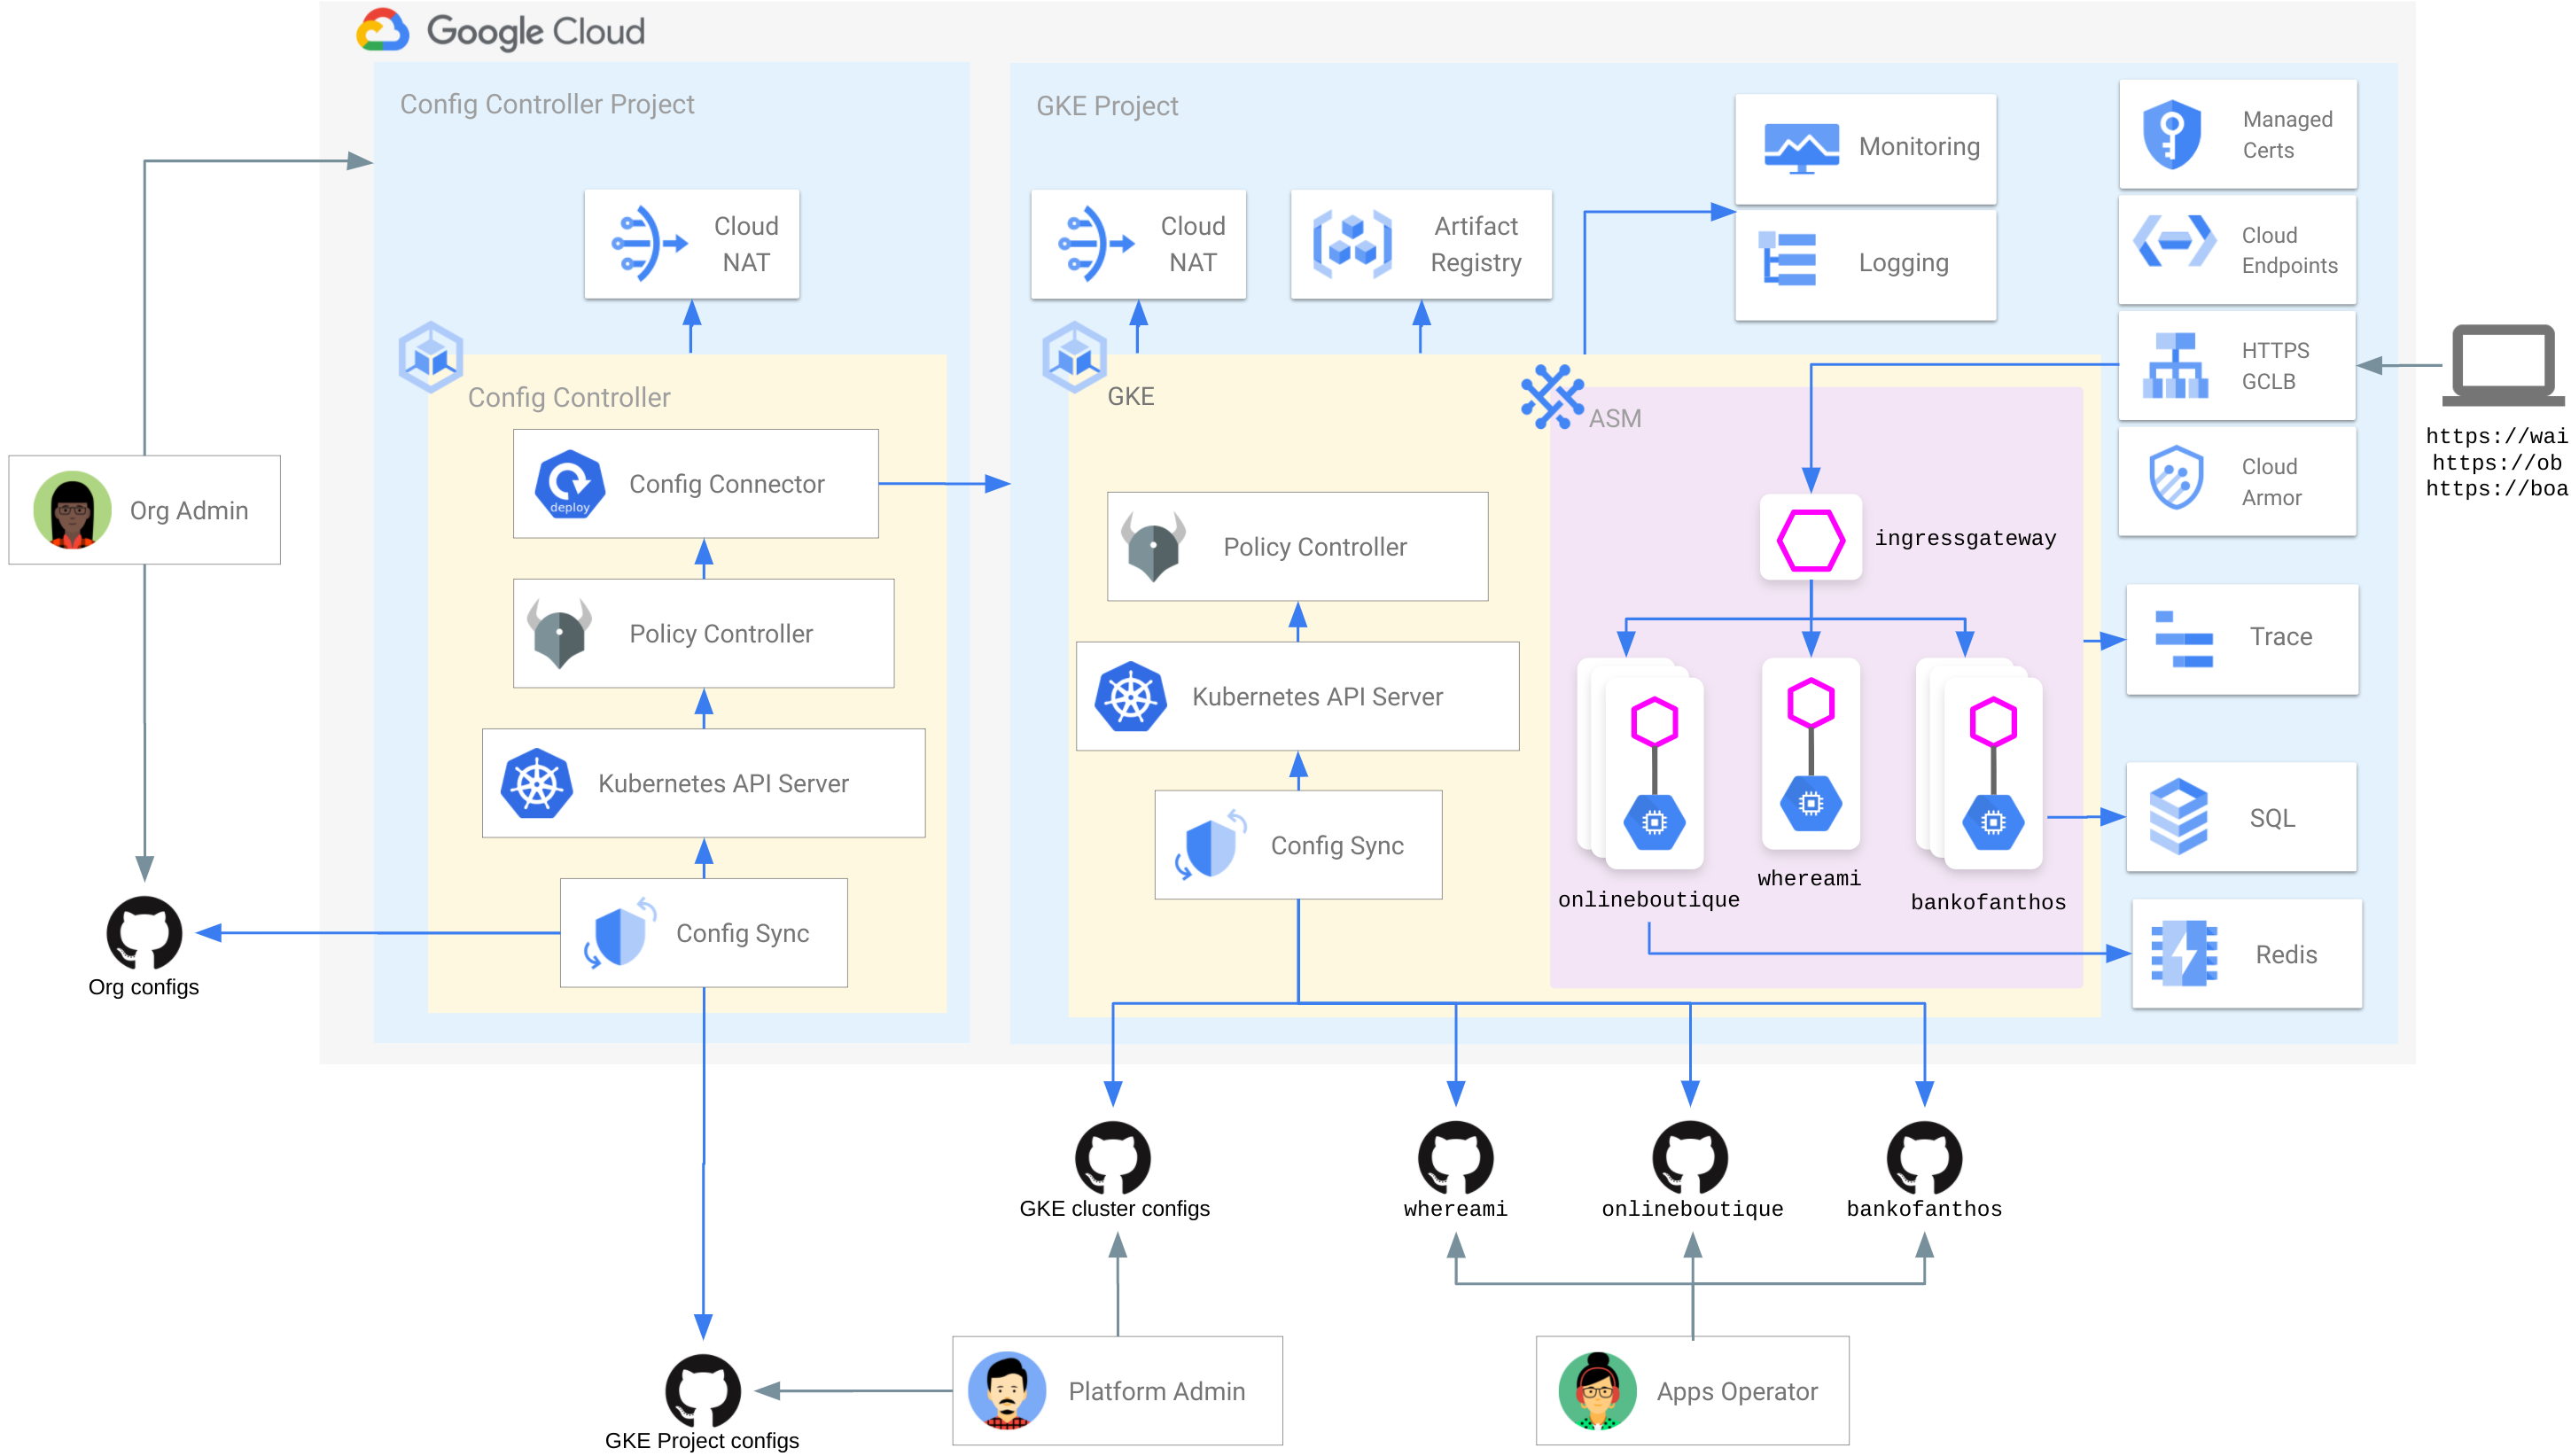 Google Cloud
Config Controller Project
Cloud
NAT
Config Controller
Config Connector
deploy
Policy Controller
Kubernetes API Server
Config Sync
Org Admin
Org configs
GKE Project
Cloud
NAT
Artifact
Registry
Monitoring
Logging
Managed
Certs
Cloud
Endpoints
HTTPS
GCLB
Cloud
Armor
https://wai
https://ob
https://boa
GKE
Policy Controller
Kubernetes API Server
Config Sync
ASM
ingressgateway
onlineboutique
whereami
bankofanthos
Trace
SQL
Redis
GKE cluster configs
whereami
onlineboutique
bankofanthos
GKE Project configs
Platform Admin
Apps Operator